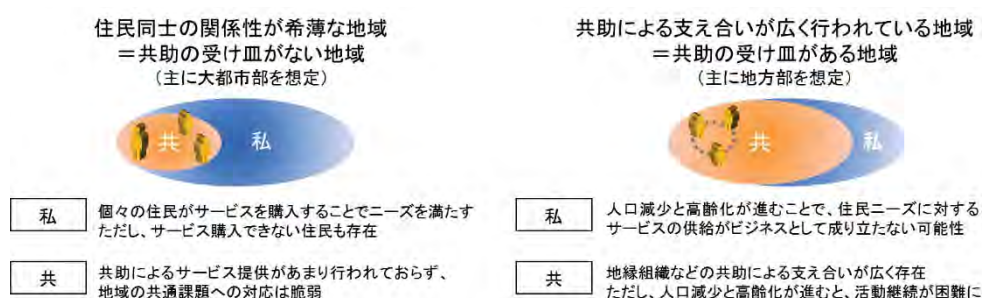 住民同士の関係性が希薄な地域
＝共助の受け皿がない地域
（主に大都市部を想定）
共
私
私
個々の住民がサービスを購入することでニーズを満たす
ただし、サービス購入できない住民も存在
共
共助によるサービス提供があまり行われておらず、
地域の共通課題への対応は脆弱
共助による支え合いが広く行われている地域
＝共助の受け皿がある地域
（主に地方部を想定）
共
私
私
人口減少と高齢化が進むことで、住民ニーズに対する
サービスの供給がビジネスとして成り立たない可能性
共
地縁組織などの共助による支え合いが広く存在
ただし、人口減少と高齢化が進むと、活動継続が困難に